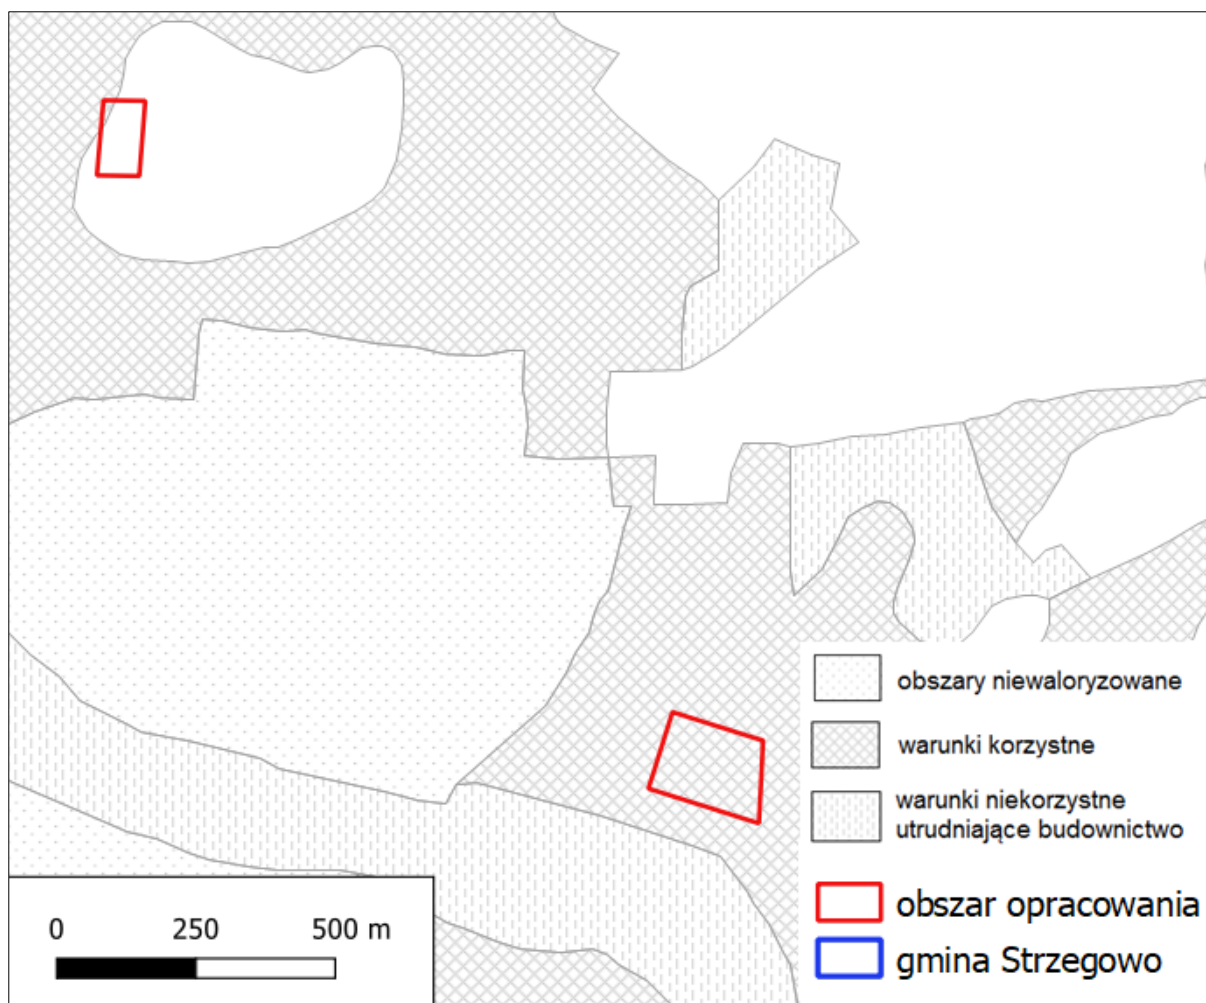 obszary niewaloryzowane
warunki korzystne
warunki niekorzystne
utrudniające budownictwo
obszar opracowania
gmina Strzegowo
0 250 500 m